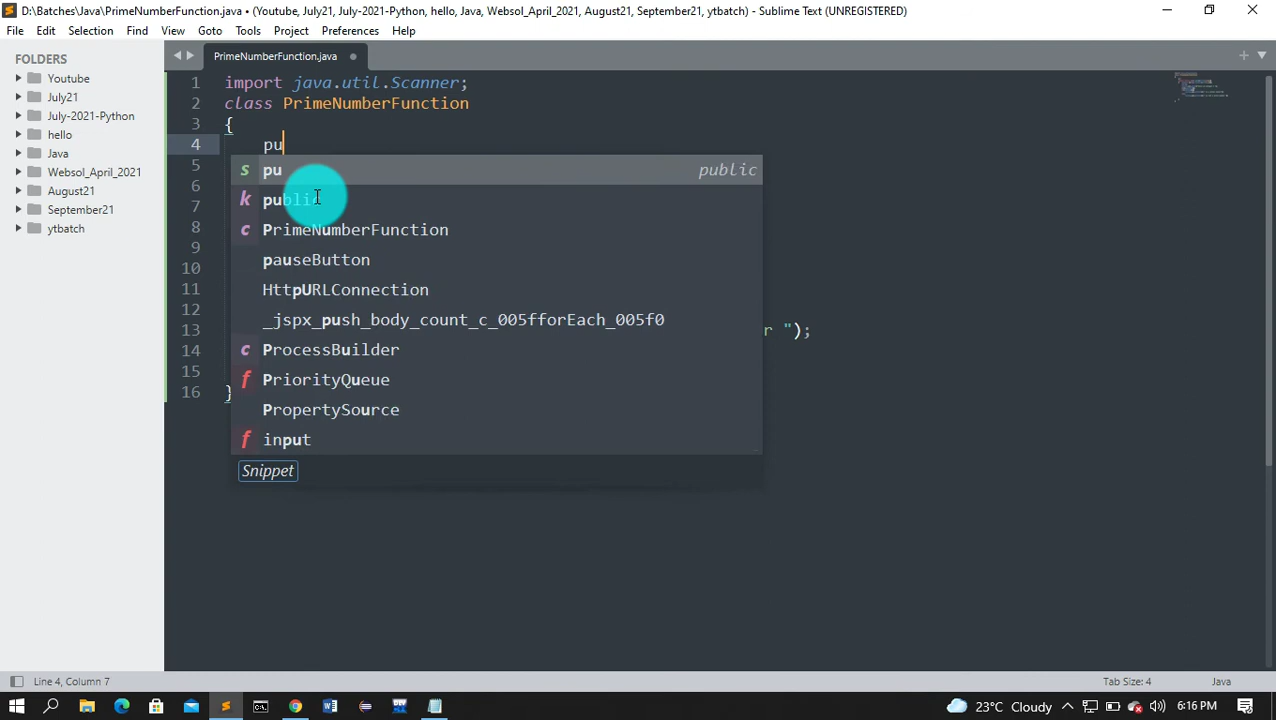 D:\Batches\Java\PrimeNumberFunction.java • (Youtube, July21, July-2021-Python, hello, Java, Websol_April_2021, August21, September21, ytbatch) - Sublime Text (UNREGISTERED)
File Edit Selection Find View Goto Tools Project Preferences Help
FOLDERS
Youtube
July21
July-2021-Python
hello
Java
Websol_April_2021
August21
September21
ytbatch
PrimeNumberFunction.java
1 import java.util.Scanner;
2 class PrimeNumberFunction
3 {
4 pu
5
6
7
8
9
10
11
12
13 r ");
14
15
16 }
s pu public
k public
c PrimeNumberFunction
pauseButton
HttpURLConnection
_jspx_push_body_count_c_005fforEach_005f0
c ProcessBuilder
f PriorityQueue
PropertySource
f input
Snippet
Line 4, Column 7 Tab Size: 4 Java
23°C Cloudy 6:16 PM